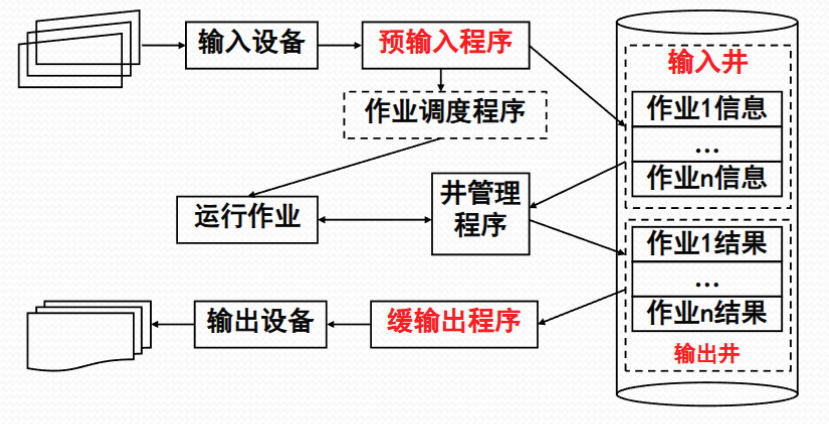 输入设备
预输入程序
输入井
作业调度程序
作业1信息
...
作业n信息
运行作业
井管理
程序
作业1结果
...
作业n结果
输出井
输出设备
缓输出程序